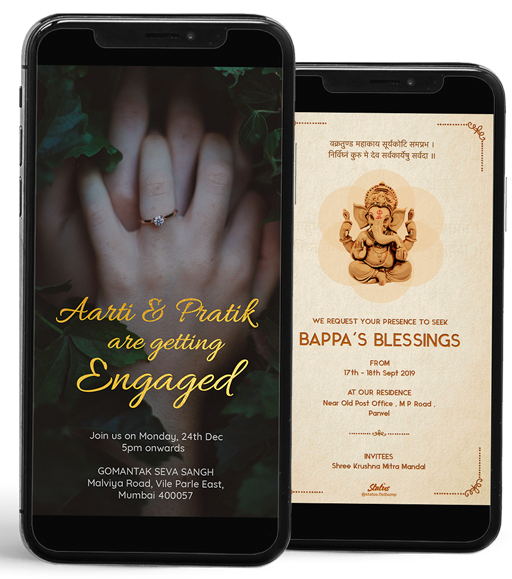 Aarti & Pratik
are getting
Engaged
Join us on Monday, 24th Dec
5pm onwards
GOMANTAK SEVA SANGH
Malviya Road, Vile Parle East,
Mumbai 400057
वक्रतुण्ड महाकाय सूर्यकोटि समप्रभ ।
निर्विघ्नं कुरु मे देव सर्वकार्येषु सर्वदा ॥
WE REQUEST YOUR PRESENCE TO SEEK
BAPPA'S BLESSINGS
FROM
17th - 18th Sept 2019
AT OUR RESIDENCE
Near Old Post Office , M P Road ,
Panvel
INVITEES
Shree Krushna Mitra Mandal
Status